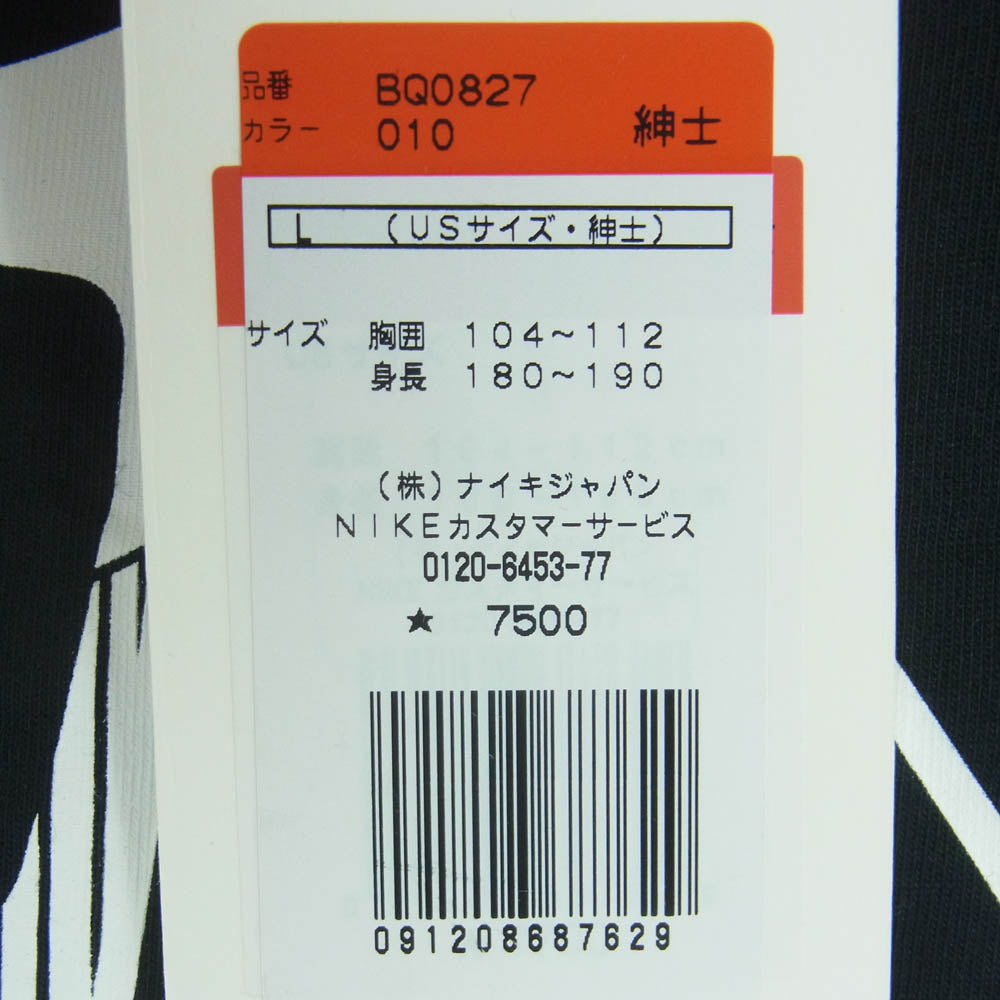 品番 BQ0827
カラー 010 紳士
L (USサイズ・紳士)
サイズ 胸囲 104~112
身長 180~190
(株)ナイキジャパン
NIKEカスタマーサービス
0120-6453-77
★ 7500
091208687629